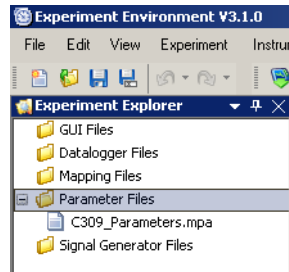 Experiment Environment V3.1.0
File Edit View Experiment
Experiment Explorer
GUI Files
Datalogger Files
Mapping Files
Parameter Files
C309_Parameters.mpa
Signal Generator Files